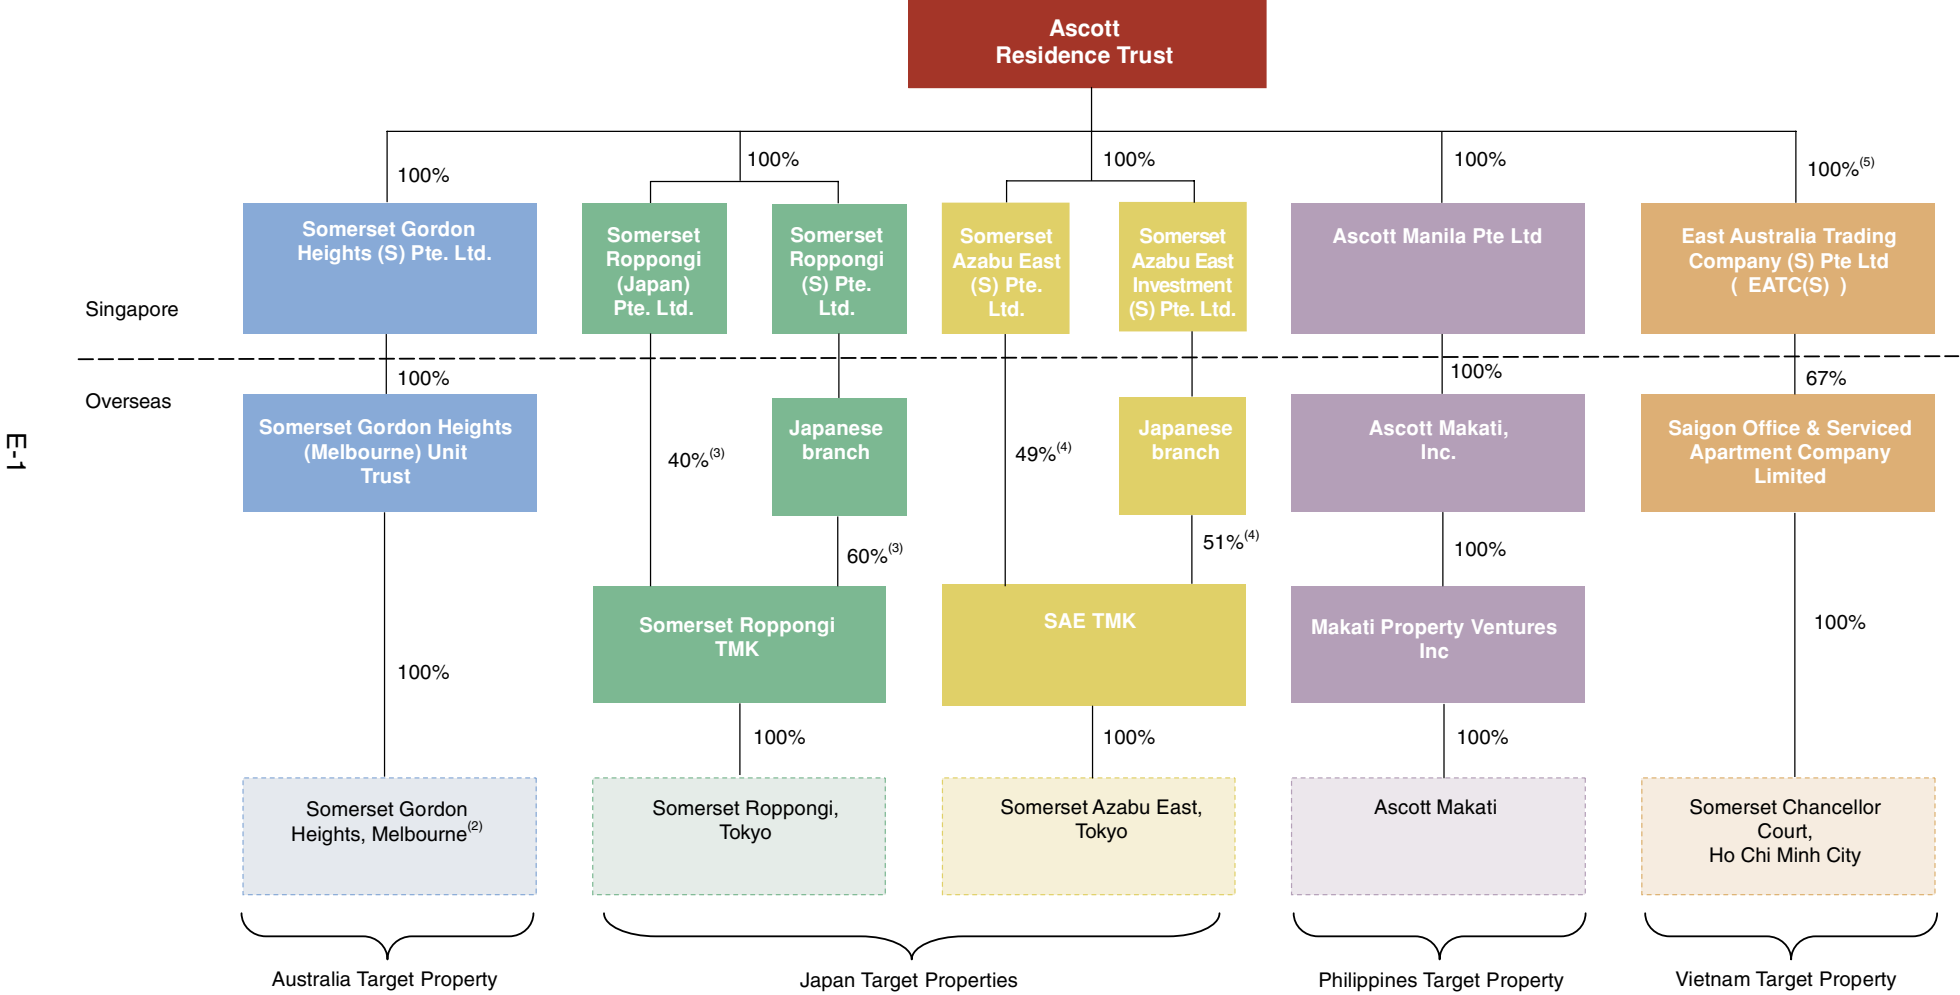 Ascott
Residence Trust
100%
100%
100%
100%
100%(5)
Somerset Gordon
Heights (S) Pte. Ltd.
Somerset
Roppongi
(Japan)
Pte. Ltd.
Somerset
Roppongi
(S) Pte.
Ltd.
Somerset
Azabu East
(S) Pte.
Ltd.
Somerset
Azabu East
Investment
(S) Pte. Ltd.
Ascott Manila Pte Ltd
East Australia Trading
Company (S) Pte Ltd
( EATC(S) )
Singapore
Overseas
100%
100%
67%
Somerset Gordon Heights
(Melbourne) Unit
Trust
40%(3)
Japanese
branch
49%(4)
Japanese
branch
Ascott Makati,
Inc.
Saigon Office & Serviced
Apartment Company
Limited
E-1
60%(3)
51%(4)
100%
Somerset Roppongi
TMK
SAE TMK
Makati Property Ventures
Inc
100%
100%
100%
100%
100%
Somerset Gordon
Heights, Melbourne(2)
Somerset Roppongi,
Tokyo
Somerset Azabu East,
Tokyo
Ascott Makati
Somerset Chancellor
Court,
Ho Chi Minh City
Australia Target Property
Japan Target Properties
Philippines Target Property
Vietnam Target Property